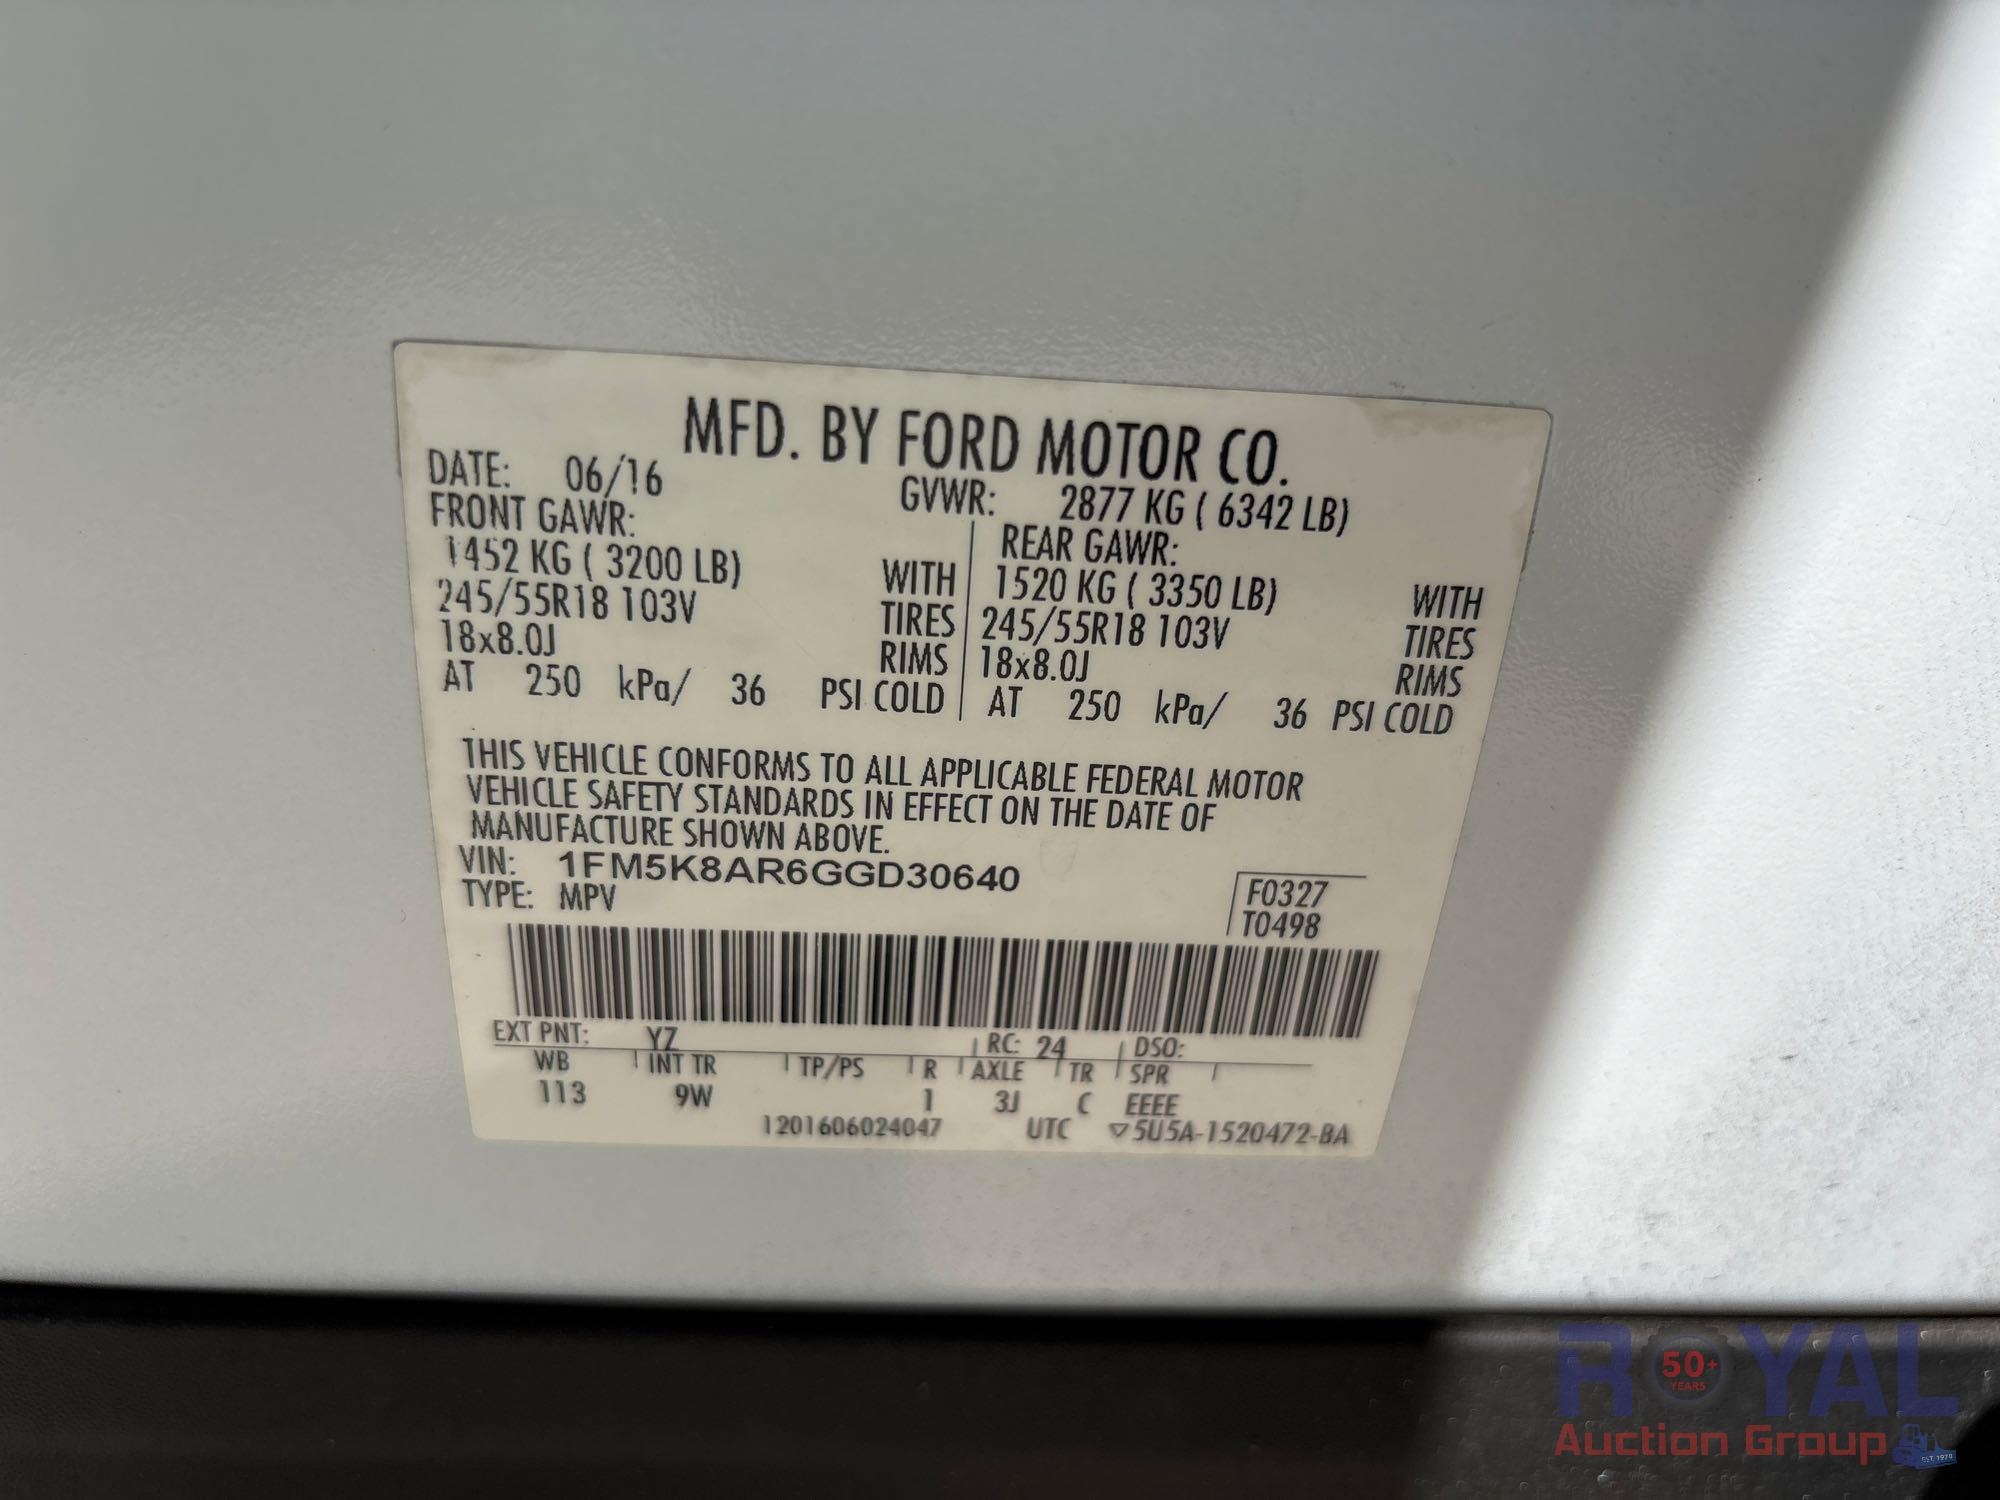 MFD. BY FORD MOTOR CO.
DATE: 06/16 GVWR: 2877 KG ( 6342 LB)
FRONT GAWR: REAR GAWR:
1452 KG ( 3200 LB) WITH 1520 KG ( 3350 LB) WITH
245/55R18 103V TIRES 245/55R18 103V TIRES
18x8.0J RIMS 18x8.0J RIMS
AT 250 kPa/ 36 PSI COLD AT 250 kPa/ 36 PSI COLD
THIS VEHICLE CONFORMS TO ALL APPLICABLE FEDERAL MOTOR
VEHICLE SAFETY STANDARDS IN EFFECT ON THE DATE OF
MANUFACTURE SHOWN ABOVE.
VIN: 1FM5K8AR6GGD30640
TYPE: MPV
F0327
T0498
EXT PNT: YZ RC: 24 DSO:
WB INT TR TP/PS R AXLE TR SPR
113 9W 1 3J C EEEE
1201606024047 UTC ▽5U5A-1520472-BA
ROYAL
50+
YEARS
Auction Group
EST. 1970